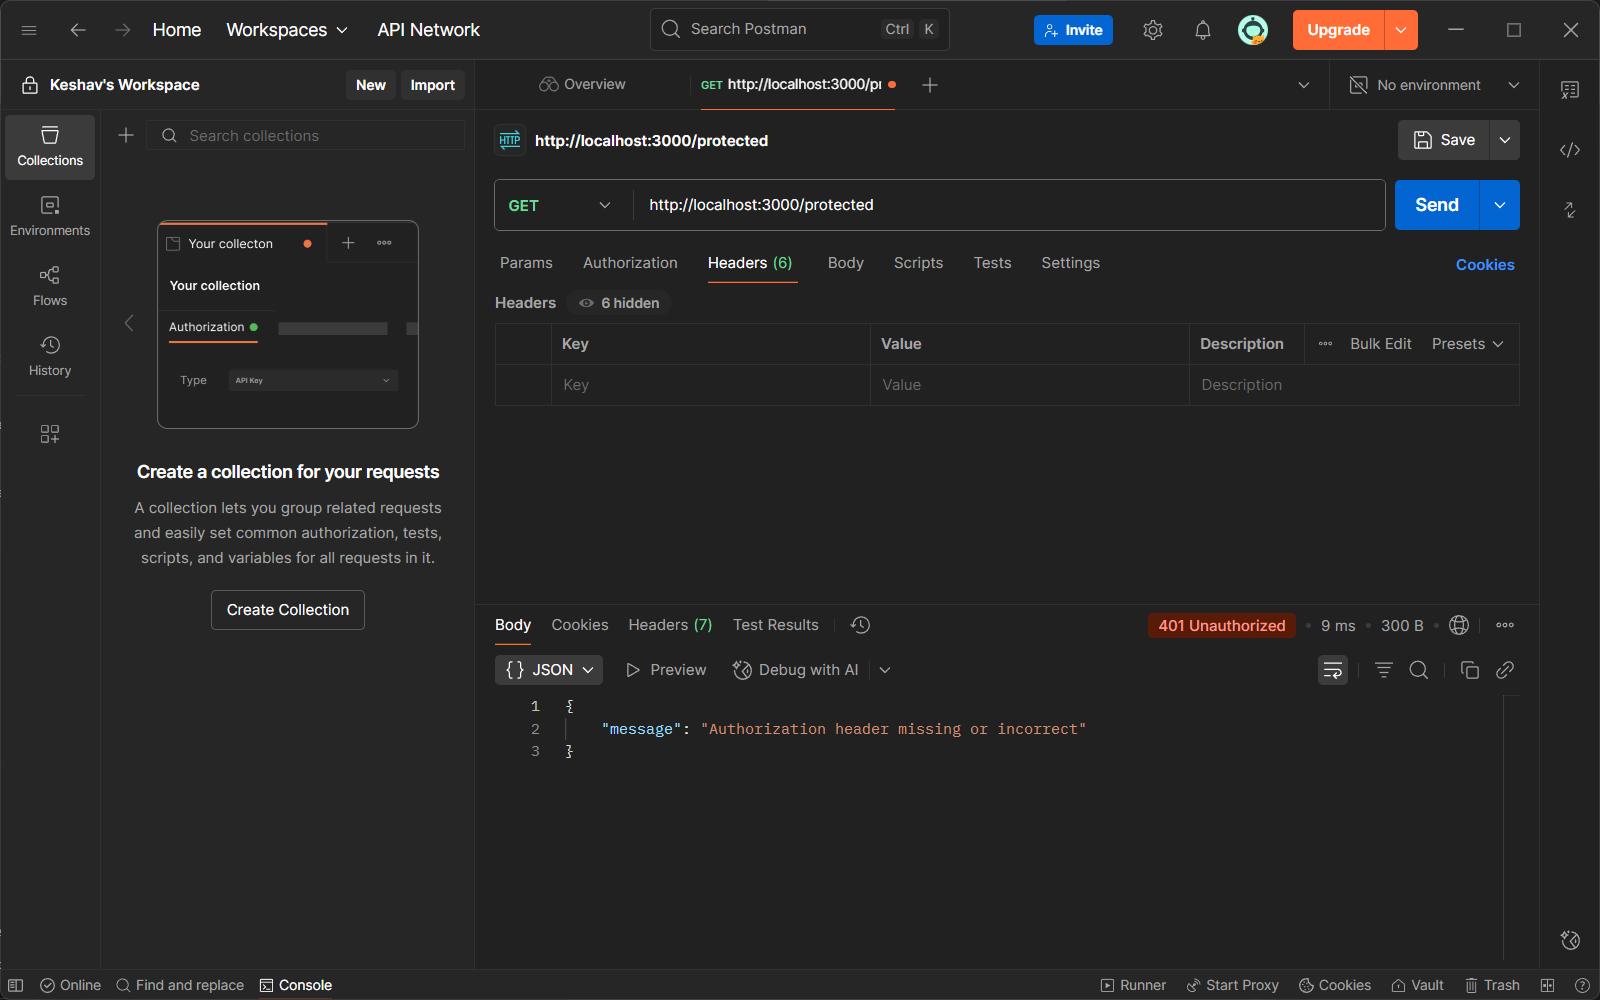 Home
Workspaces
API Network
Search Postman
Ctrl K
Invite
Upgrade
Keshav's Workspace
New
Import
Overview
GET http://localhost:3000/pr
No environment
Collections
Environments
Flows
History
Search collections
Your collecton
Your collection
Authorization
Type
API Key
Create a collection for your requests
A collection lets you group related requests
and easily set common authorization, tests,
scripts, and variables for all requests in it.
Create Collection
HTTP
http://localhost:3000/protected
Save
GET
http://localhost:3000/protected
Send
Params
Authorization
Headers (6)
Body
Scripts
Tests
Settings
Cookies
Headers
6 hidden
Key
Value
Description
Bulk Edit
Presets
Key
Value
Description
Body
Cookies
Headers (7)
Test Results
401 Unauthorized
9 ms
300 B
{} JSON
Preview
Debug with AI
1 {
2 "message": "Authorization header missing or incorrect"
3 }
Online
Find and replace
Console
Runner
Start Proxy
Cookies
Vault
Trash